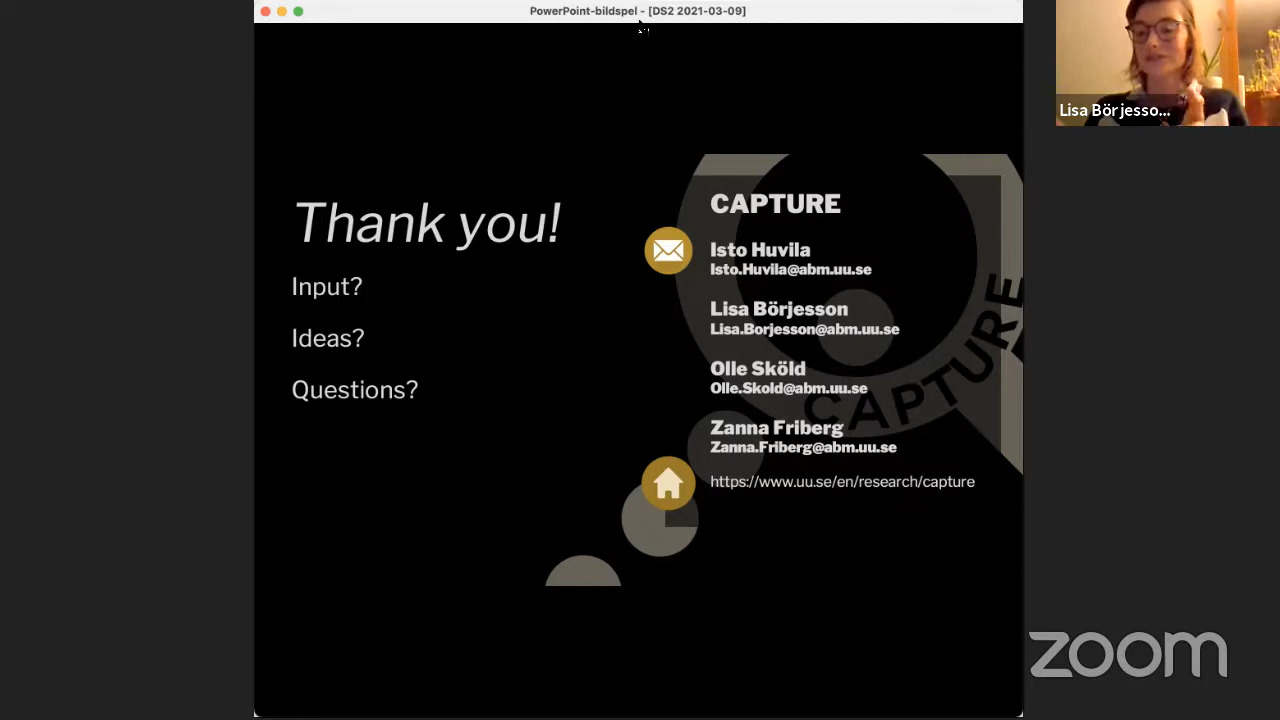 PowerPoint-bildspel - [DS2 2021-03-09]
Thank you!
Input?
Ideas?
Questions?
CAPTURE
Isto Huvila
Isto.Huvila@abm.uu.se
Lisa Börjesson
Lisa.Borjesson@abm.uu.se
Olle Sköld
Olle.Skold@abm.uu.se
Zanna Friberg
Zanna.Friberg@abm.uu.se
https://www.uu.se/en/research/capture
CAPTURE
Lisa Börjesso...
zoom